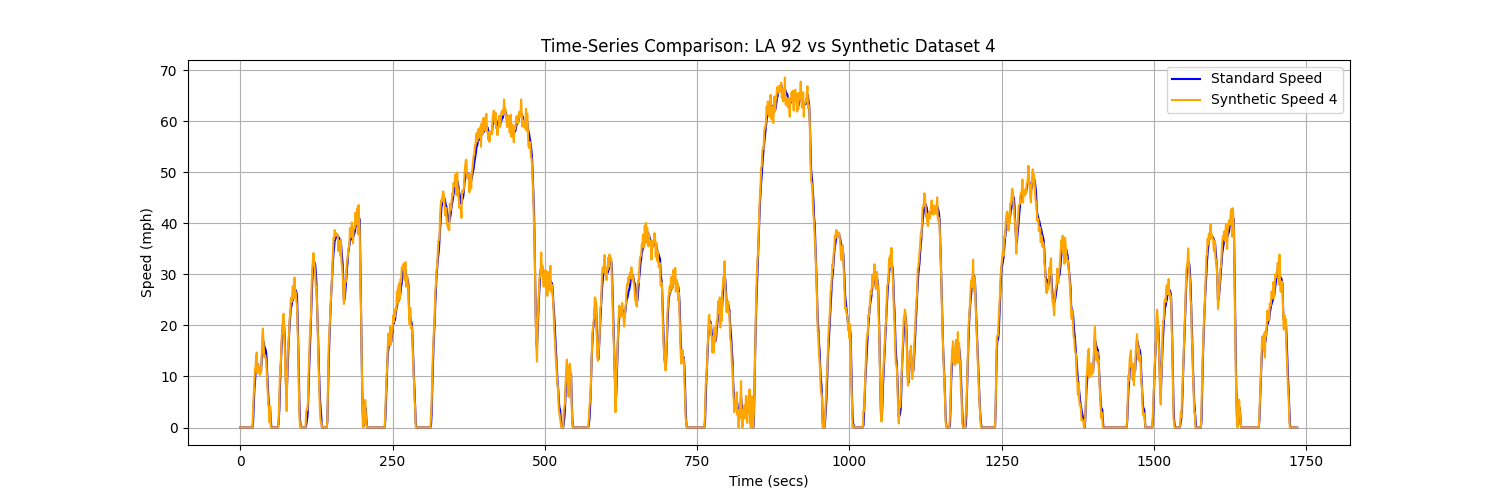 Time-Series Comparison: LA 92 vs Synthetic Dataset 4
Standard Speed
Synthetic Speed 4
Speed (mph)
70
60
50
40
30
20
10
0
0 250 500 750 1000 1250 1500 1750
Time (secs)